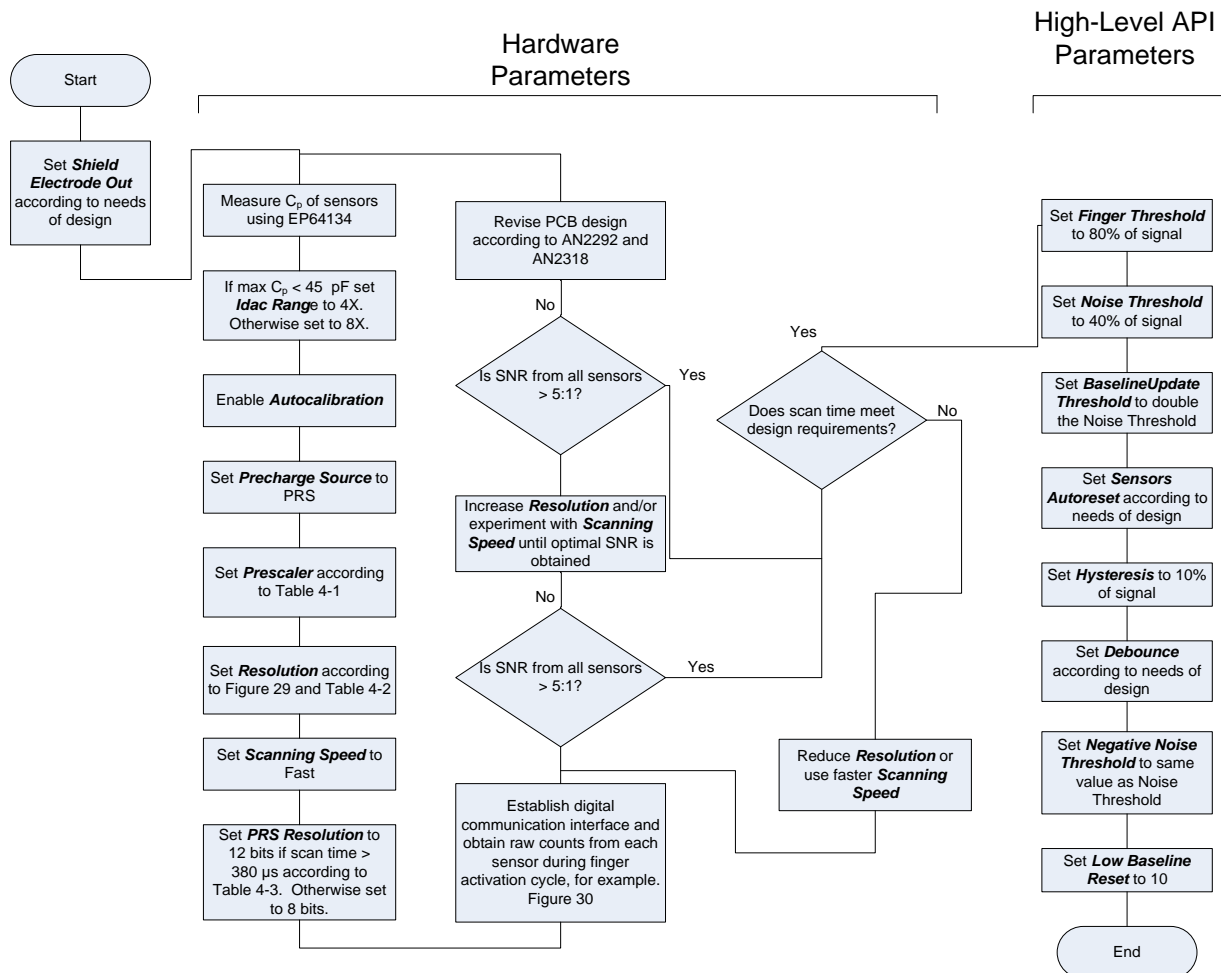 Hardware
Parameters
High-Level API
Parameters
Start
Set Shield
Electrode Out
according to needs
of design
Measure Cp of sensors
using EP64134
If max Cp < 45 pF set
Idac Range to 4X.
Otherwise set to 8X.
Enable Autocalibration
Set Precharge Source to
PRS
Set Prescaler according
to Table 4-1
Set Resolution according
to Figure 29 and Table 4-2
Set Scanning Speed to
Fast
Set PRS Resolution to
12 bits if scan time >
380 µs according to
Table 4-3. Otherwise set
to 8 bits.
Revise PCB design
according to AN2292 and
AN2318
No
Is SNR from all sensors
> 5:1?
Yes
Increase Resolution and/or
experiment with Scanning
Speed until optimal SNR is
obtained
No
Is SNR from all sensors
> 5:1?
Yes
Establish digital
communication interface and
obtain raw counts from each
sensor during finger
activation cycle, for example.
Figure 30
Yes
Does scan time meet
design requirements?
No
Reduce Resolution or
use faster Scanning
Speed
Set Finger Threshold
to 80% of signal
Set Noise Threshold
to 40% of signal
Set BaselineUpdate
Threshold to double
the Noise Threshold
Set Sensors
Autoreset according to
needs of design
Set Hysteresis to 10%
of signal
Set Debounce
according to needs of
design
Set Negative Noise
Threshold to same
value as Noise
Threshold
Set Low Baseline
Reset to 10
End